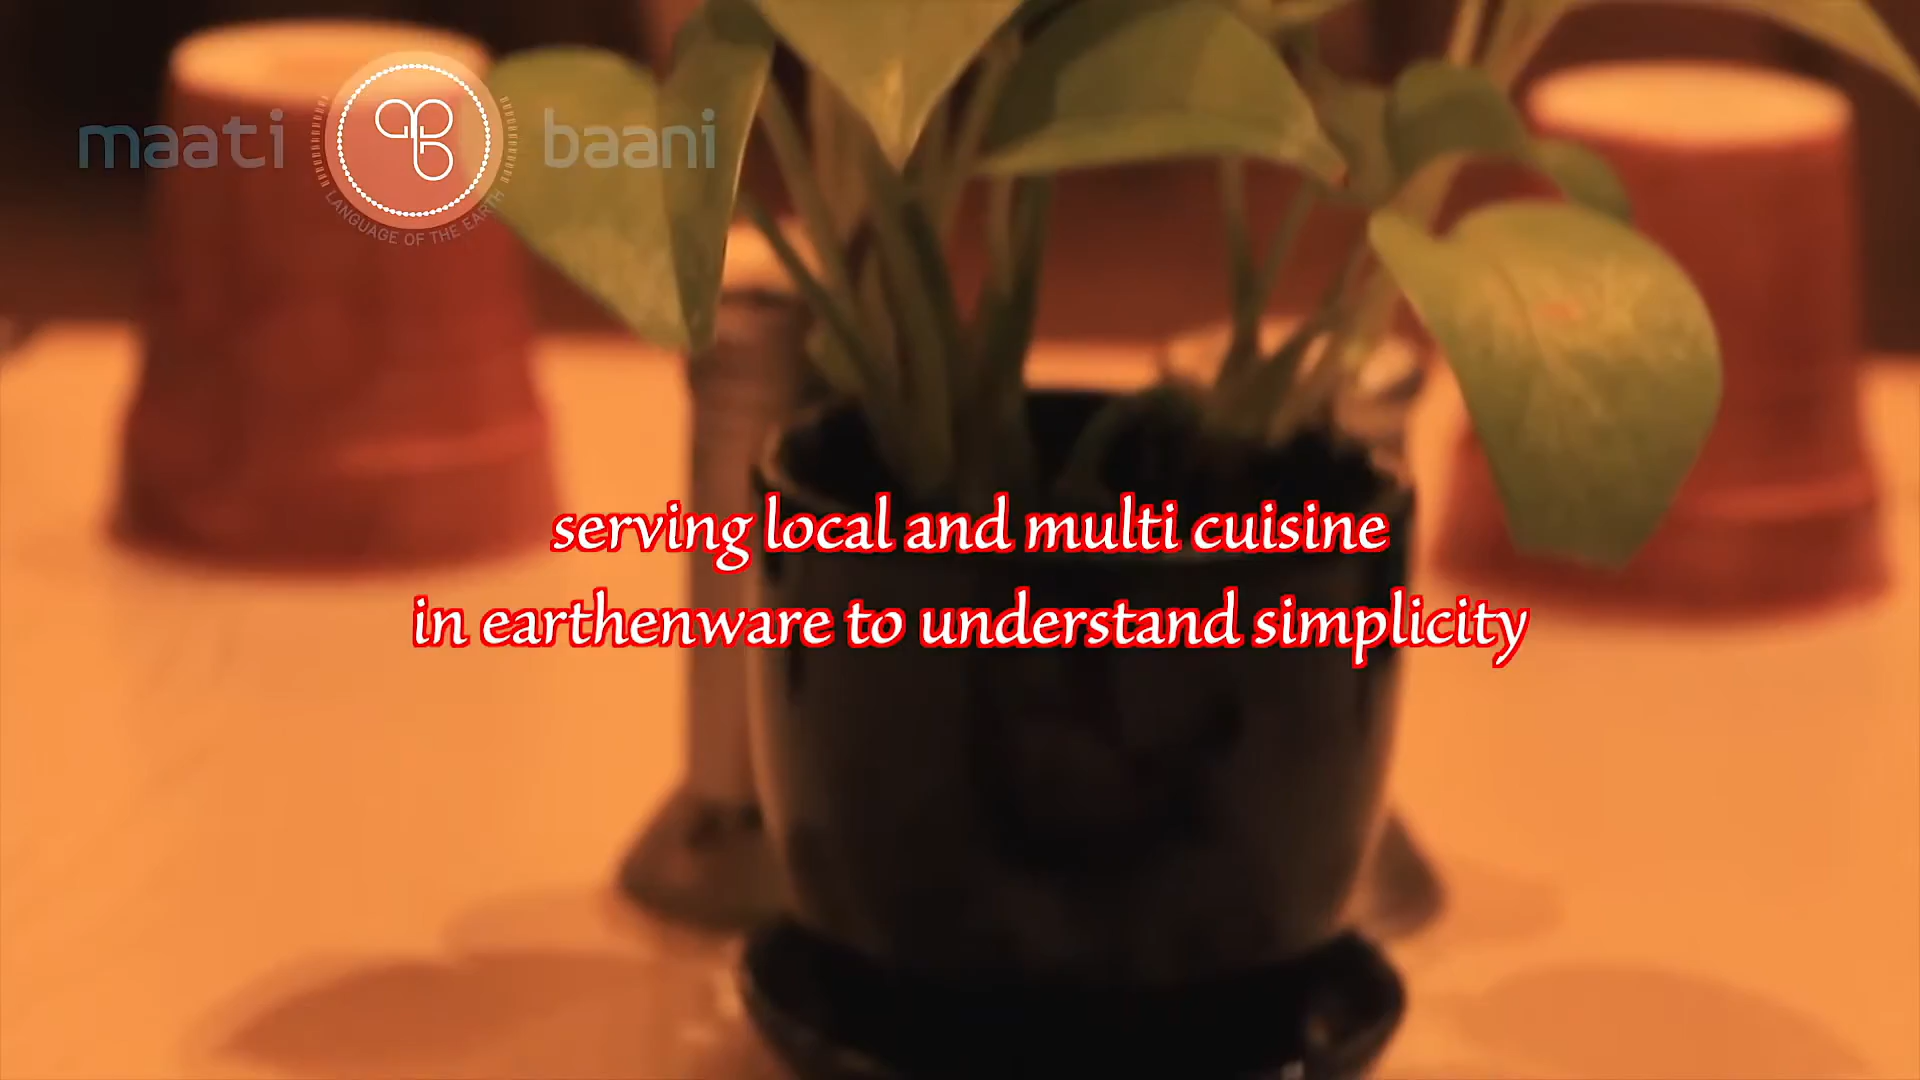 maati baani
LANGUAGE OF THE EARTH
serving local and multi cuisine
in earthenware to understand simplicity